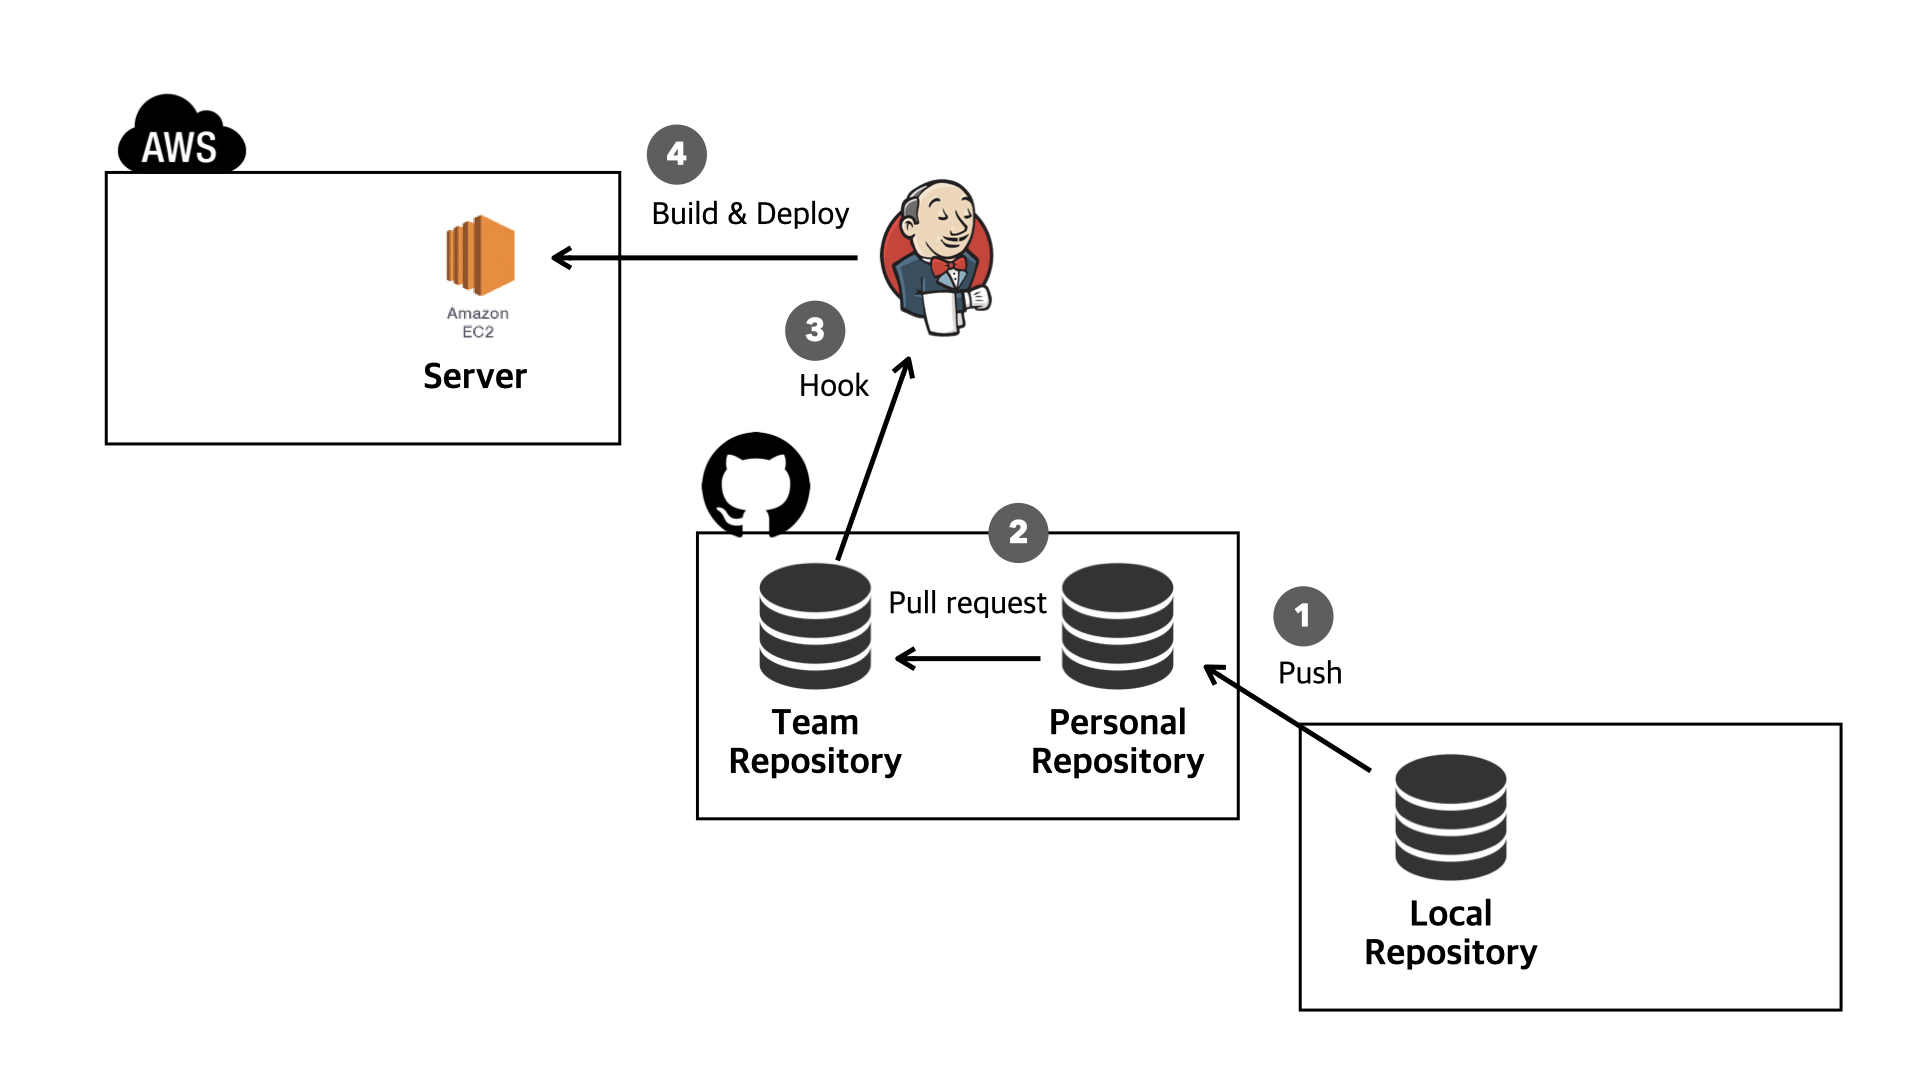 AWS
4
Build & Deploy
Amazon
EC2
Server
3
Hook
2
Pull request
1
Push
Team
Repository
Personal
Repository
Local
Repository